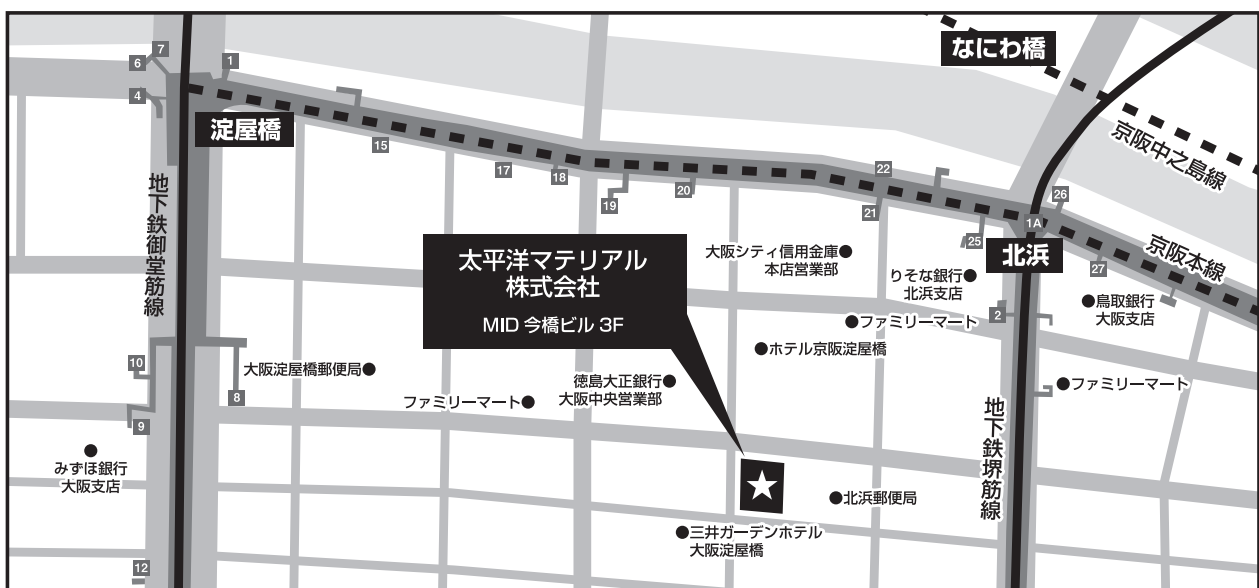 なにわ橋
京阪中之島線
7
6
1
4
淀屋橋
15
17
18
19
20
22
21
25
26
1A
北浜
27
京阪本線
地下鉄御堂筋線
太平洋マテリアル
株式会社
MID 今橋ビル 3F
大阪シティ信用金庫●
本店営業部
りそな銀行●
北浜支店
●鳥取銀行
大阪支店
2
●ファミリーマート
●ホテル京阪淀屋橋
10
大阪淀屋橋郵便局●
8
徳島大正銀行●
大阪中央営業部
●ファミリーマート
ファミリーマート●
9
●
みずほ銀行
大阪支店
地下鉄堺筋線
★
●北浜郵便局
●三井ガーデンホテル
大阪淀屋橋
12